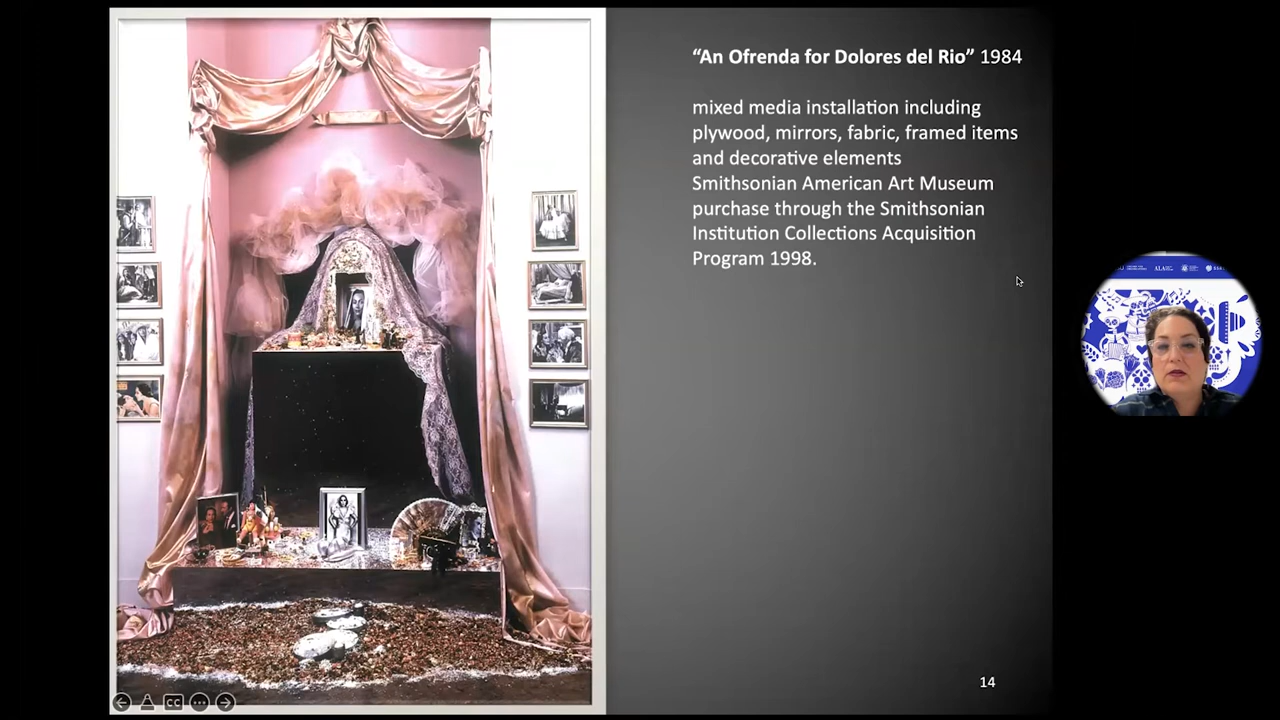 “An Ofrenda for Dolores del Rio” 1984
mixed media installation including
plywood, mirrors, fabric, framed items
and decorative elements
Smithsonian American Art Museum
purchase through the Smithsonian
Institution Collections Acquisition
Program 1998.
14
CC